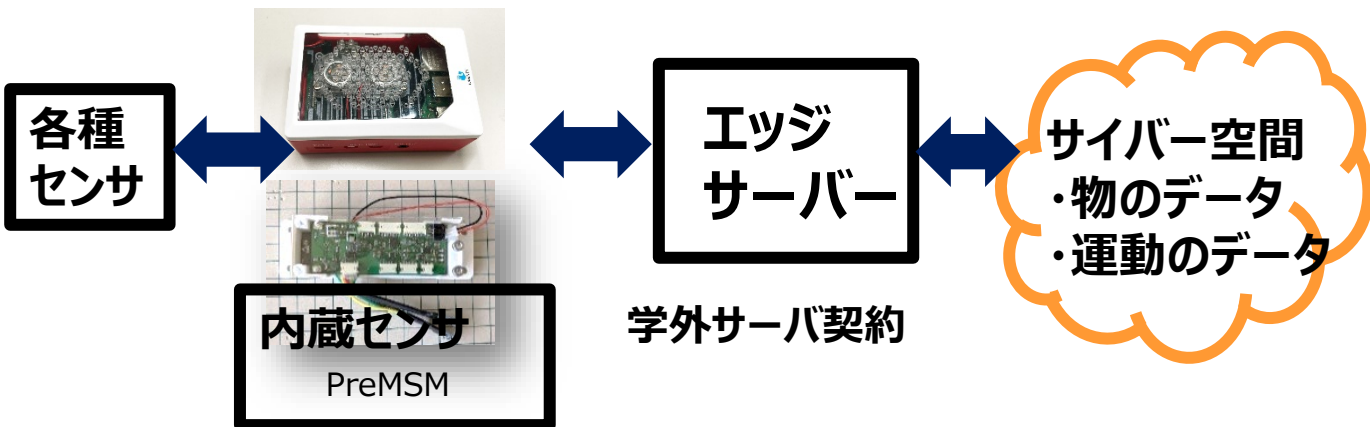 各種
センサ
内蔵センサ
PreMSM
エッジ
サーバー
学外サーバ契約
サイバー空間
・物のデータ
・運動のデータ